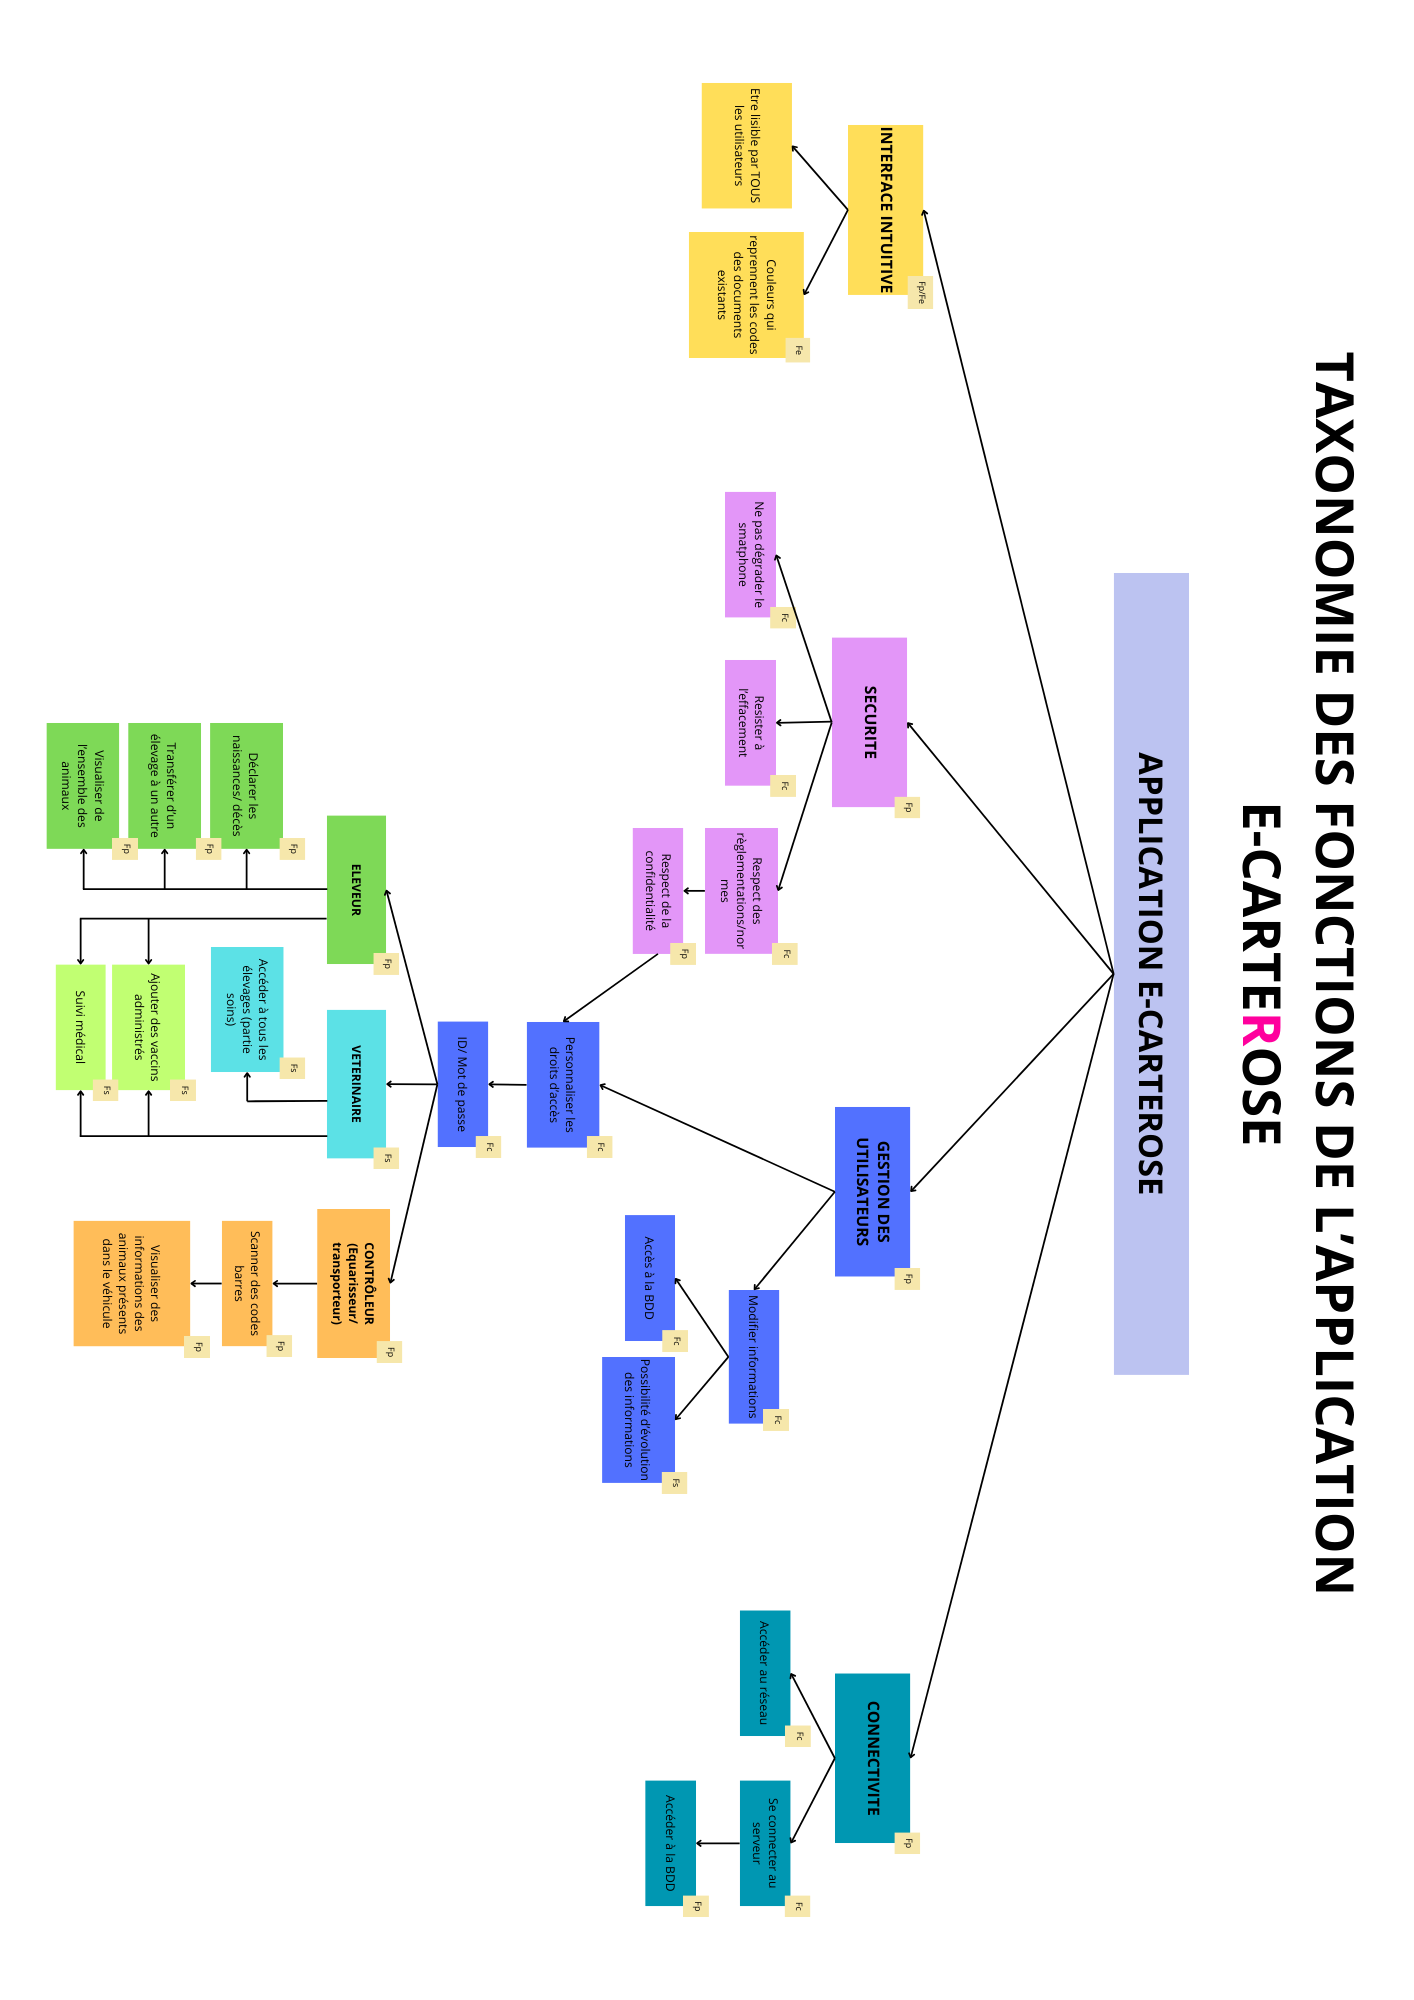 TAXONOMIE DES FONCTIONS DE L'APPLICATION
E-CARTEROSE
APPLICATION E-CARTEROSE
INTERFACE INTUITIVE
Fp/Fe
Etre lisible par TOUS
les utilisateurs
Couleurs qui
reprennent les codes
des documents
existants
Fe
SECURITE
Fp
Ne pas dégrader le
smatphone
Fc
Resister à
l'effacement
Fc
Respect des
règlementations/nor
mes
Fc
Respect de la
confidentialité
Fp
GESTION DES
UTILISATEURS
Fp
Personnaliser les
droits d'accès
Fc
Modifier informations
Fc
Accès à la BDD
Fc
Possibilité d'évolution
des informations
Fs
ID/ Mot de passe
Fc
CONNECTIVITE
Fp
Accéder au réseau
Fc
Se connecter au
serveur
Fc
Accéder à la BDD
Fp
ELEVEUR
Fp
Déclarer les
naissances/ décès
Fp
Transférer d'un
élevage à un autre
Fp
Visualiser de
l'ensemble des
animaux
Fp
VETERINAIRE
Fs
Accéder à tous les
élevages (partie
soins)
Fs
Ajouter des vaccins
administrés
Fs
Suivi médical
Fs
CONTRÔLEUR
(Equarisseur/
transporteur)
Fp
Scanner des codes
barres
Fp
Visualiser des
informations des
animaux présents
dans le véhicule
Fp